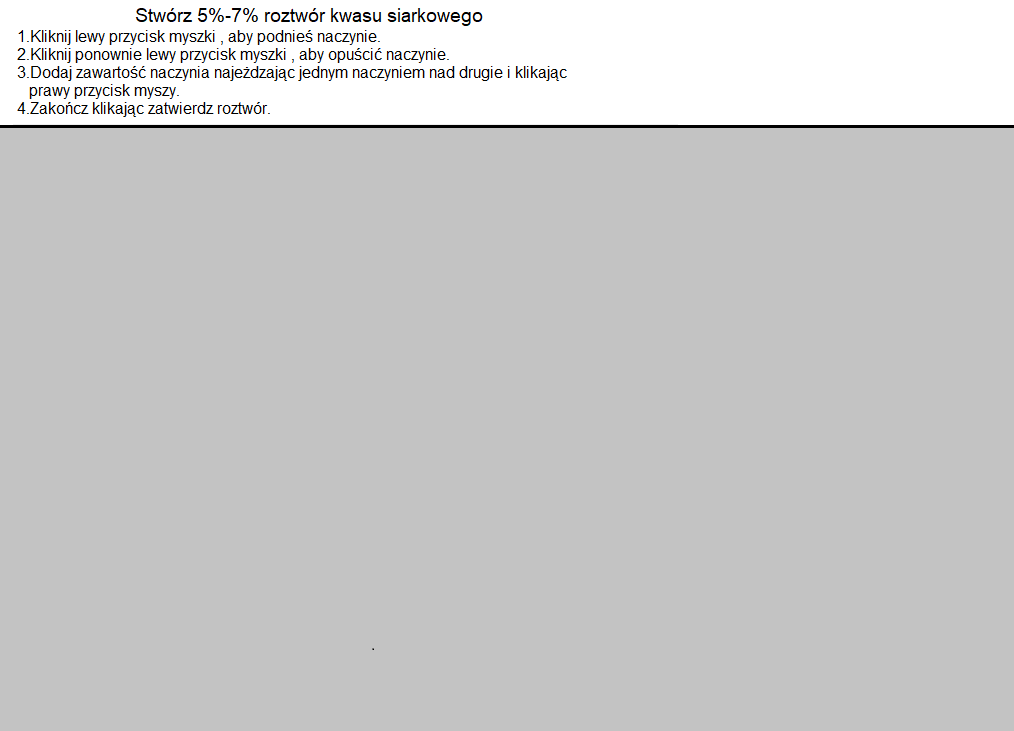 Stwórz 5%-7% roztwór kwasu siarkowego
1.Kliknij lewy przycisk myszki , aby podnieś naczynie.
2.Kliknij ponownie lewy przycisk myszki , aby opuścić naczynie.
3.Dodaj zawartość naczynia najeżdzając jednym naczyniem nad drugie i klikając
prawy przycisk myszy.
4.Zakończ klikając zatwierdz roztwór.